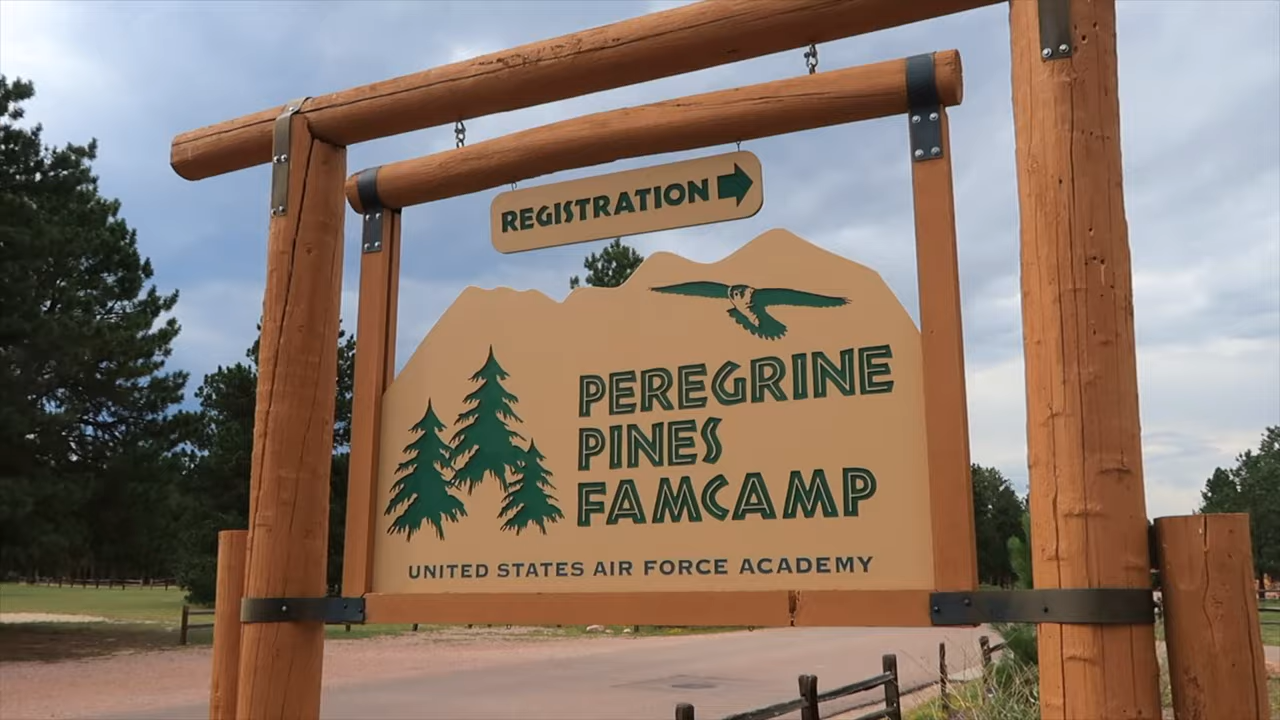 REGISTRATION
PEREGRINE
PINES
FAMCAMP
UNITED STATES AIR FORCE ACADEMY